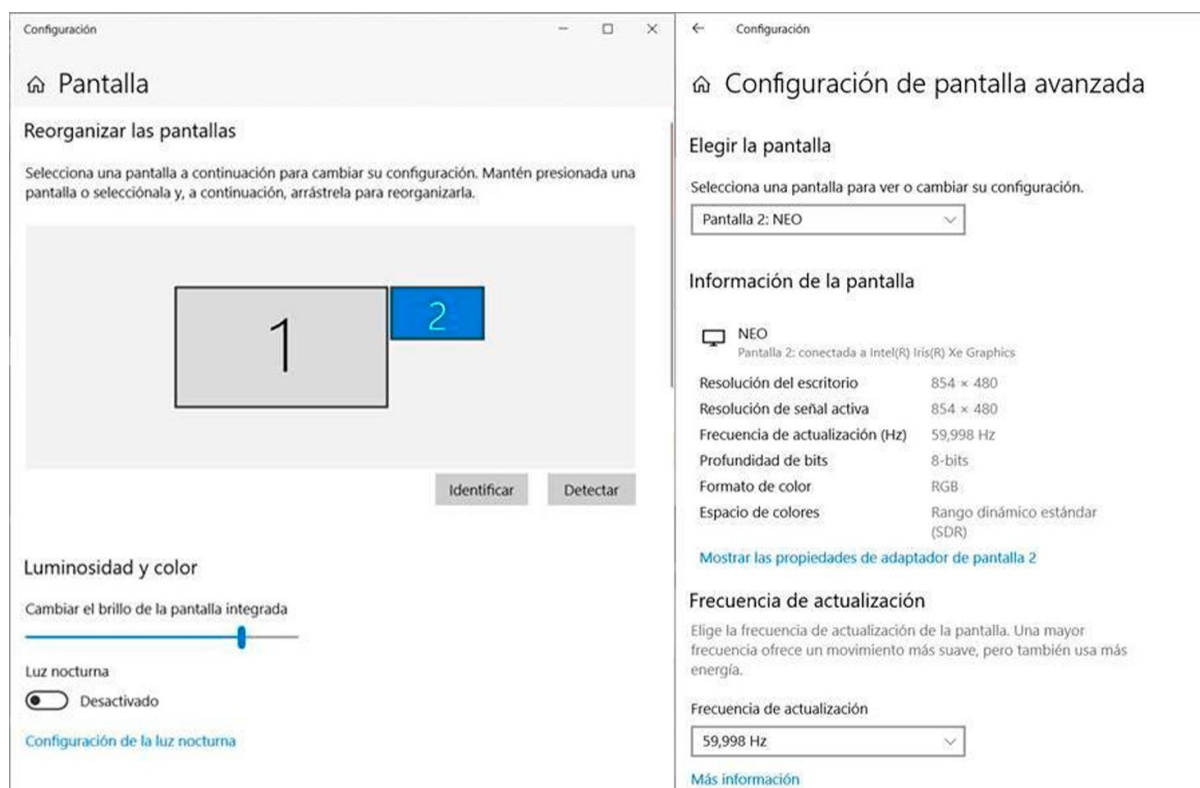 Configuración
Pantalla
Reorganizar las pantallas
Selecciona una pantalla a continuación para cambiar su configuración. Mantén presionada una
pantalla o selecciónala y, a continuación, arrástrela para reorganizarla.
1
2
Identificar
Detectar
Luminosidad y color
Cambiar el brillo de la pantalla integrada
Luz nocturna
Desactivado
Configuración de la luz nocturna
Configuración
Configuración de pantalla avanzada
Elegir la pantalla
Selecciona una pantalla para ver o cambiar su configuración.
Pantalla 2: NEO
Información de la pantalla
NEO
Pantalla 2: conectada a Intel(R) Iris(R) Xe Graphics
Resolución del escritorio 854 × 480
Resolución de señal activa 854 × 480
Frecuencia de actualización (Hz) 59,998 Hz
Profundidad de bits 8-bits
Formato de color RGB
Espacio de colores Rango dinámico estándar
(SDR)
Mostrar las propiedades de adaptador de pantalla 2
Frecuencia de actualización
Elige la frecuencia de actualización de la pantalla. Una mayor
frecuencia ofrece un movimiento más suave, pero también usa más
energía.
Frecuencia de actualización
59,998 Hz
Más información